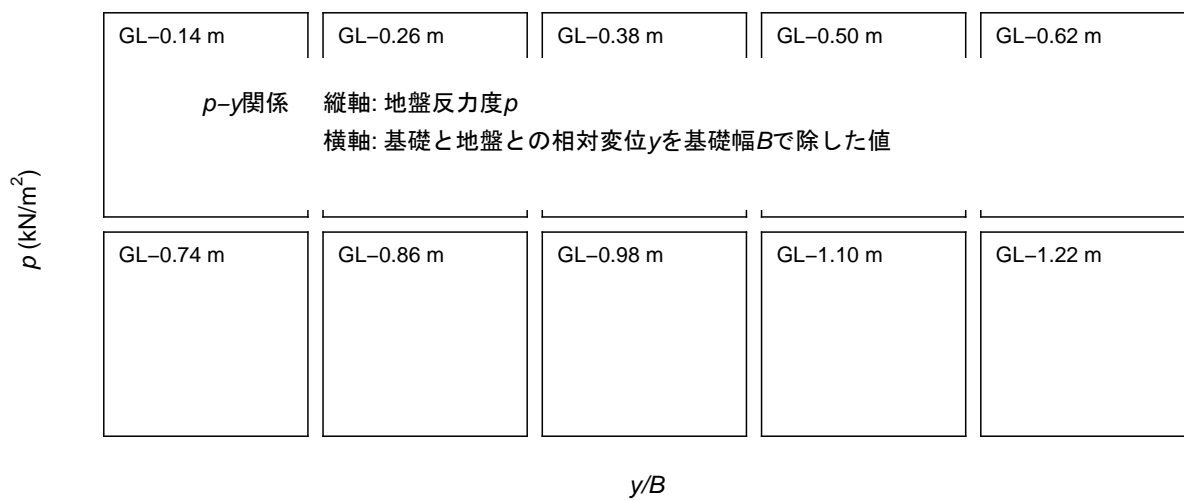 GL−0.14 m
GL−0.26 m
GL−0.38 m
GL−0.50 m
GL−0.62 m
p−y関係 縦軸: 地盤反力度p
横軸: 基礎と地盤との相対変位yを基礎幅Bで除した値
p (kN/m²)
GL−0.74 m
GL−0.86 m
GL−0.98 m
GL−1.10 m
GL−1.22 m
y/B